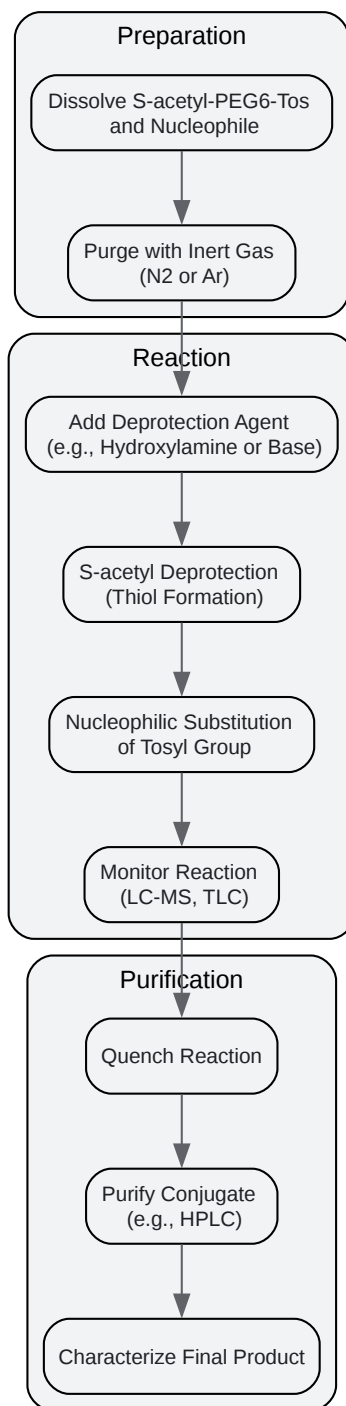 Preparation
Dissolve S-acetyl-PEG6-Tos
and Nucleophile
Purge with Inert Gas
(N2 or Ar)
Reaction
Add Deprotection Agent
(e.g., Hydroxylamine or Base)
S-acetyl Deprotection
(Thiol Formation)
Nucleophilic Substitution
of Tosyl Group
Monitor Reaction
(LC-MS, TLC)
Purification
Quench Reaction
Purify Conjugate
(e.g., HPLC)
Characterize Final Product